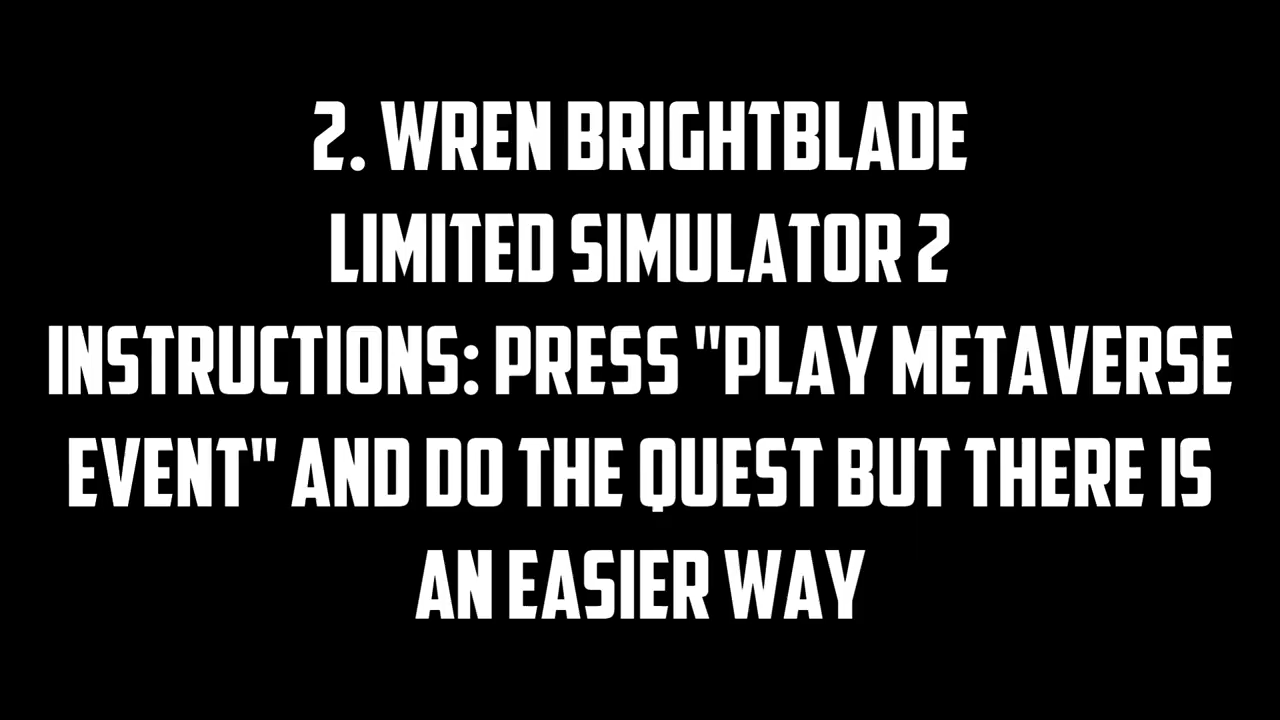 2. WREN BRIGHTBLADE
LIMITED SIMULATOR 2
INSTRUCTIONS: PRESS "PLAY METAVERSE
EVENT" AND DO THE QUEST BUT THERE IS
AN EASIER WAY